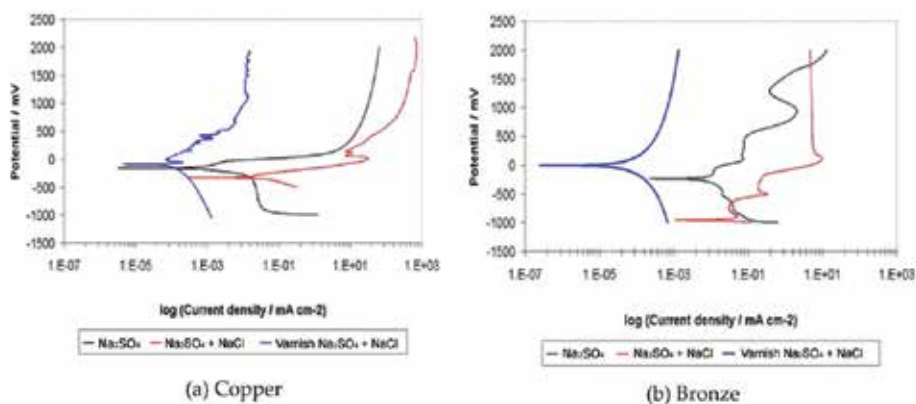 2500
2000
1500
1000
500
0
-500
-1000
-1500
Potential / mV
1.E-07 1.E-05 1.E-03 1.E-01 1.E+01 1.E+03
log (Current density / mA cm-2)
Na₂SO₄ Na₂SO₄ + NaCl Varnish Na₂SO₄ + NaCl
(a) Copper
2500
2000
1500
1000
500
0
-500
-1000
-1500
Potential / mV
1.E-07 1.E-05 1.E-03 1.E-01 1.E+01 1.E+03
log (Current density / mA cm-2)
Na₂SO₄ Na₂SO₄ + NaCl Varnish Na₂SO₄ + NaCl
(b) Bronze